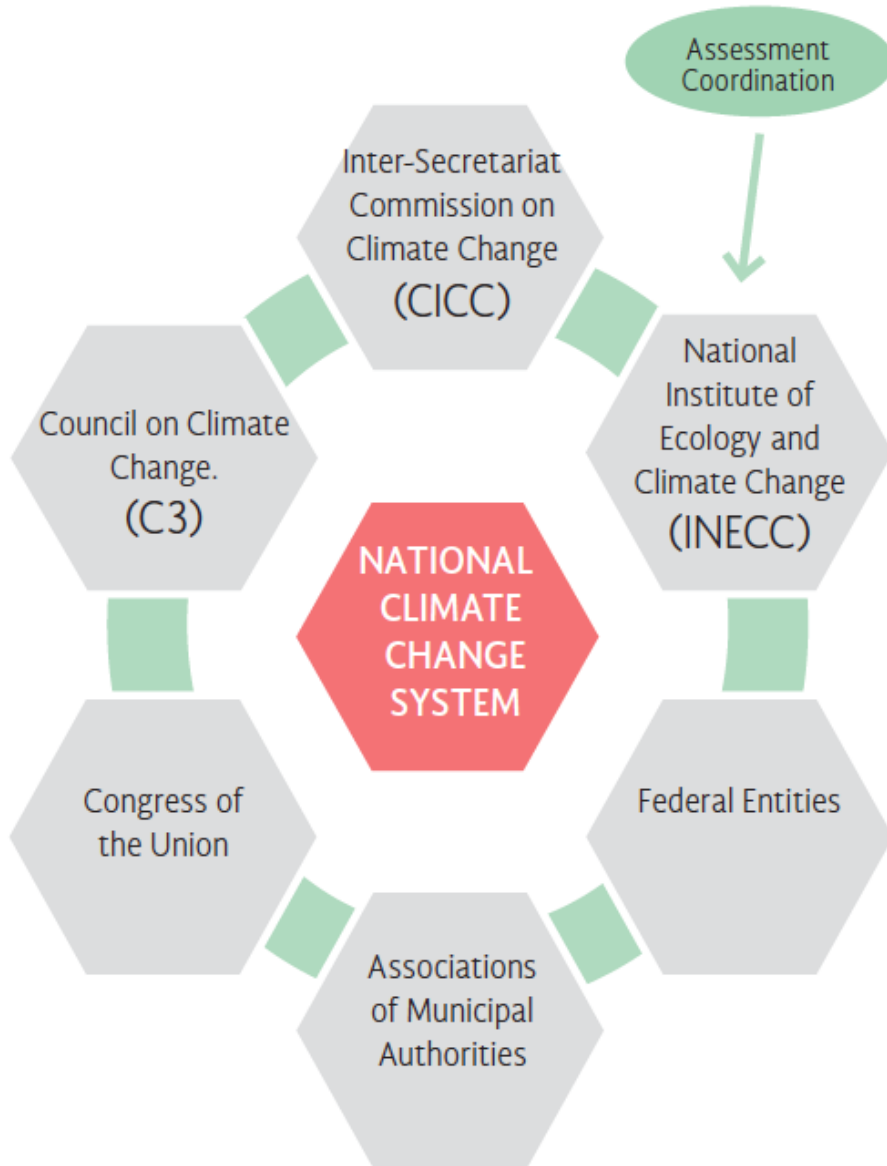 Assessment
Coordination
Inter-Secretariat
Commission on
Climate Change
(CICC)
National
Institute of
Ecology and
Climate Change
(INECC)
Council on Climate
Change.
(C3)
NATIONAL
CLIMATE
CHANGE
SYSTEM
Congress of
the Union
Federal Entities
Associations
of Municipal
Authorities